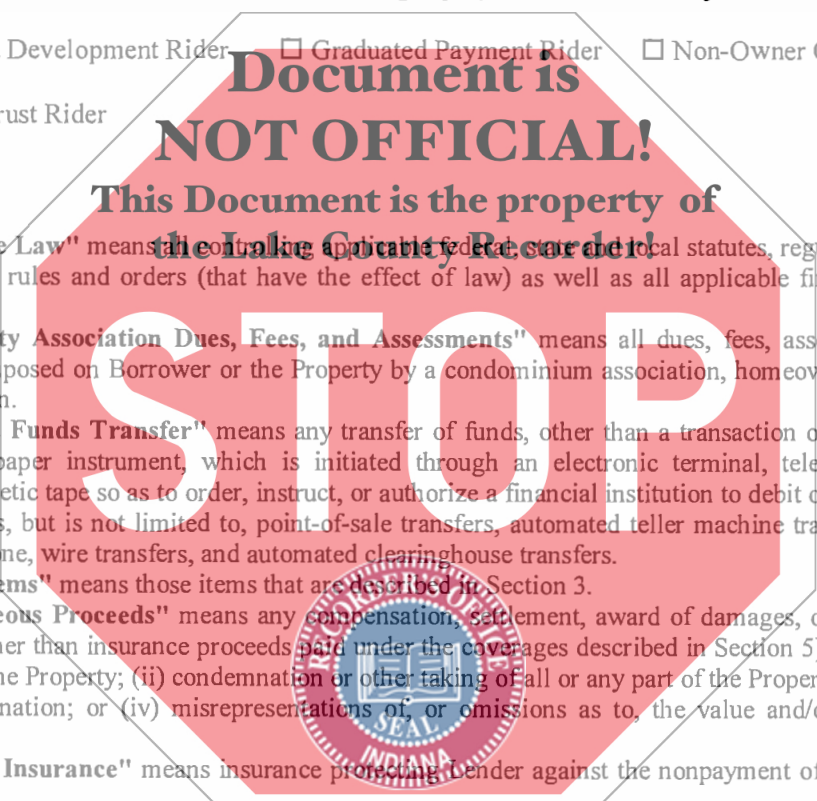 Development Rider ☐ Graduated Payment Rider ☐ Non-Owner
Document is
rust Rider
NOT OFFICIAL!
This Document is the property of
the Lake County Recorder!
e Law" means all controlling applicable federal, state and local statutes, reg
rules and orders (that have the effect of law) as well as all applicable fi
ty Association Dues, Fees, and Assessments" means all dues, fees, ass
posed on Borrower or the Property by a condominium association, homeov
n.
Funds Transfer" means any transfer of funds, other than a transaction o
paper instrument, which is initiated through an electronic terminal, tele
etic tape so as to order, instruct, or authorize a financial institution to debit o
s, but is not limited to, point-of-sale transfers, automated teller machine tra
ne, wire transfers, and automated clearinghouse transfers.
STOP
ems" means those items that are described in Section 3.
eous Proceeds" means any compensation, settlement, award of damages, o
her than insurance proceeds paid under the coverages described in Section 5)
he Property; (ii) condemnation or other taking of all or any part of the Proper
nation; or (iv) misrepresentations of, or omissions as to, the value and/o
RECORDER'S OFFICE
SEAL
INDIANA
Insurance" means insurance protecting Lender against the nonpayment of